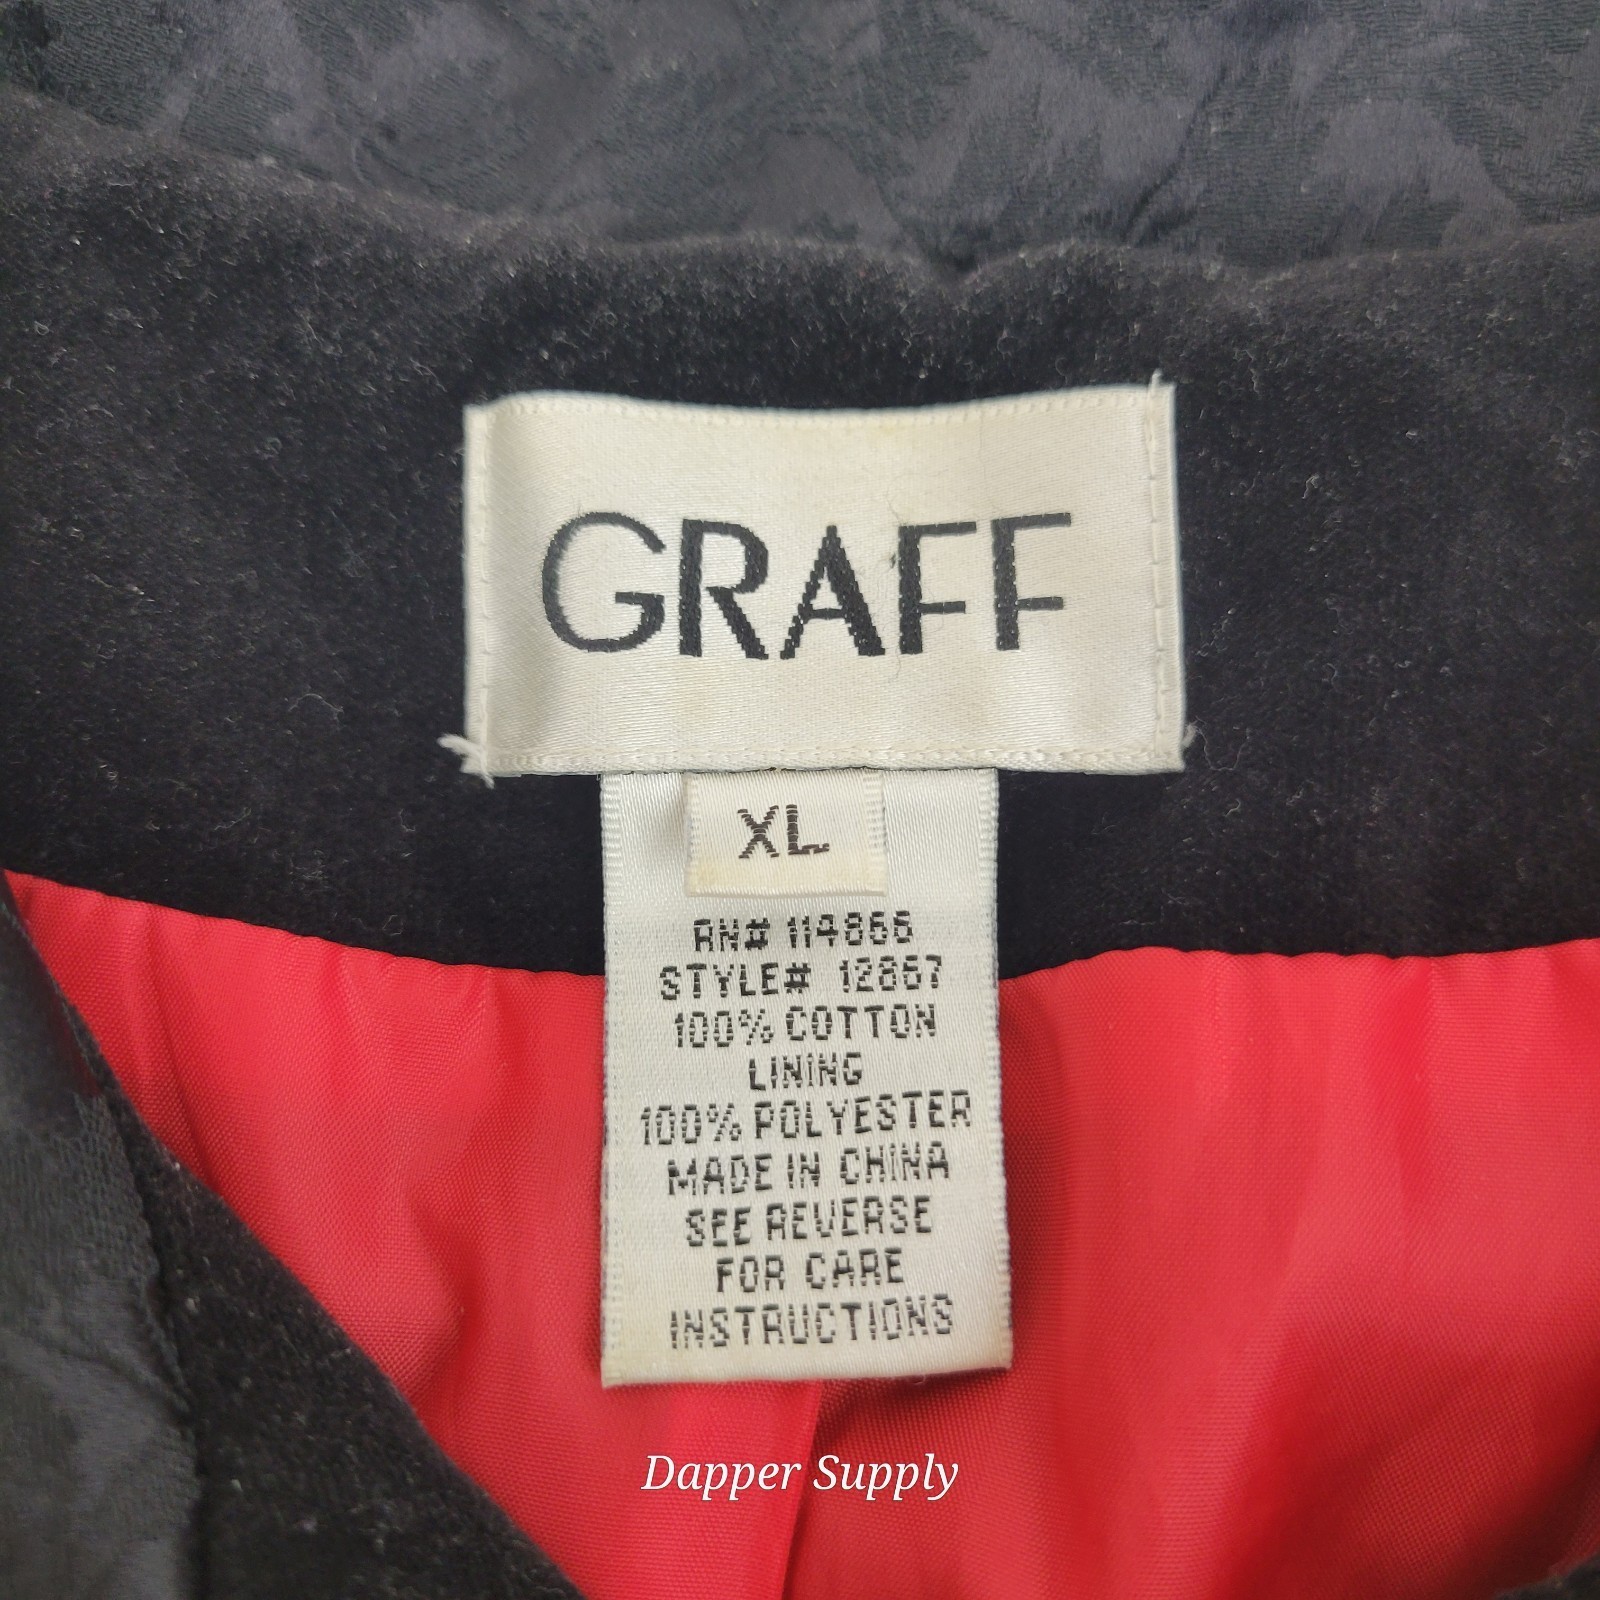 GRAFF
XL
RN# 114866
STYLE# 12867
100% COTTON
LINING
100% POLYESTER
MADE IN CHINA
SEE REVERSE
FOR CARE
INSTRUCTIONS
Dapper Supply